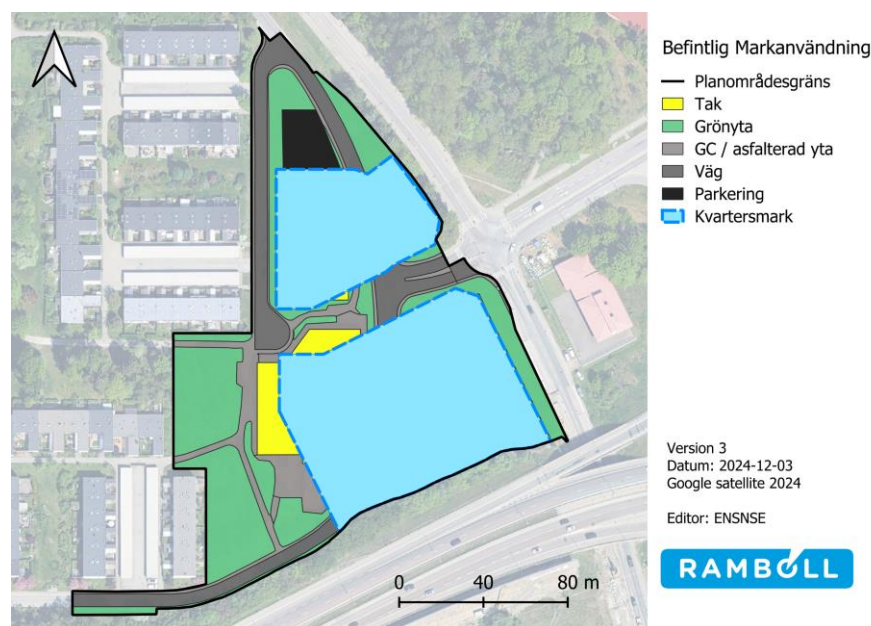 Befintlig Markanvändning
Planområdesgräns
Tak
Grönyta
GC / asfalterad yta
Väg
Parkering
Kvartersmark
Version 3
Datum: 2024-12-03
Google satellite 2024
Editor: ENSNSE
RAMBOLL
0 40 80 m